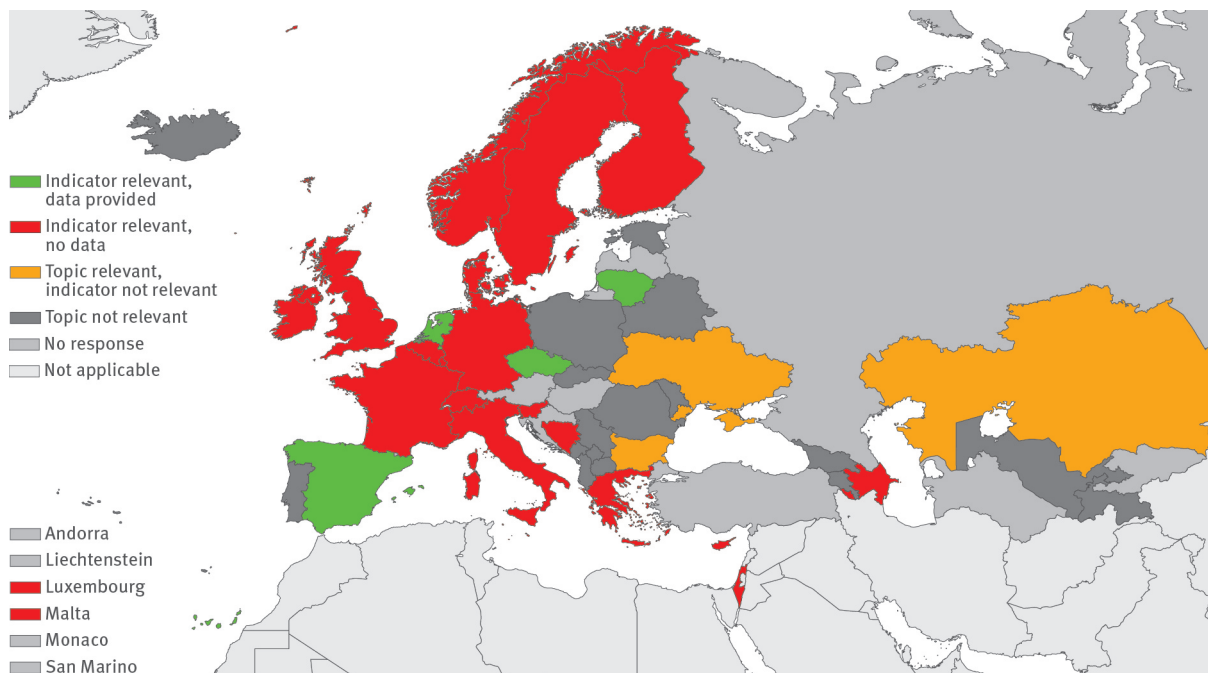 Indicator relevant,
data provided
Indicator relevant,
no data
Topic relevant,
indicator not relevant
Topic not relevant
No response
Not applicable
Andorra
Liechtenstein
Luxembourg
Malta
Monaco
San Marino